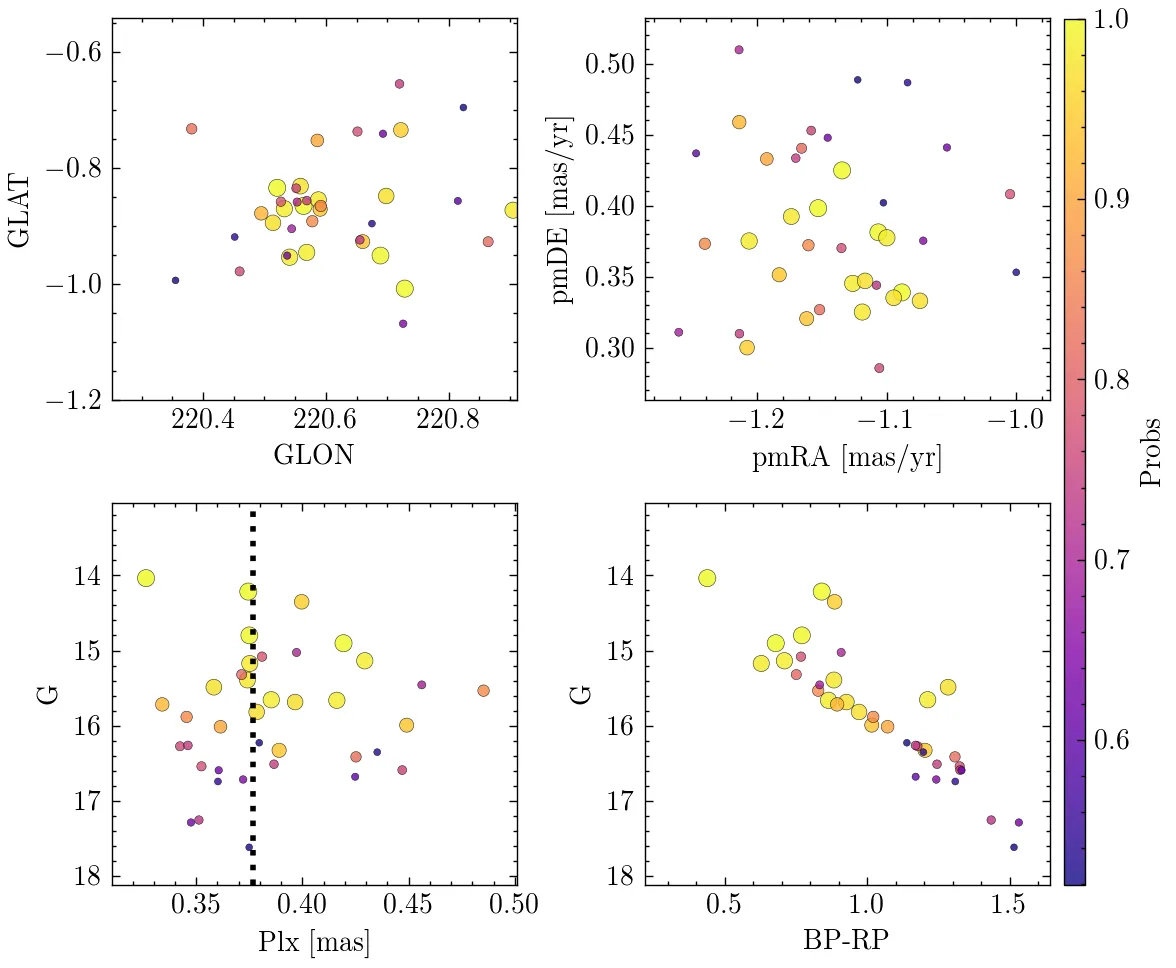 −0.6
−0.8
−1.0
−1.2
GLAT
220.4 220.6 220.8
GLON
0.50
0.45
0.40
0.35
0.30
pmDE [mas/yr]
−1.2 −1.1 −1.0
pmRA [mas/yr]
14
15
16
17
18
G
0.35 0.40 0.45 0.50
Plx [mas]
14
15
16
17
18
G
0.5 1.0 1.5
BP-RP
1.0
0.9
0.8
0.7
0.6
Probs